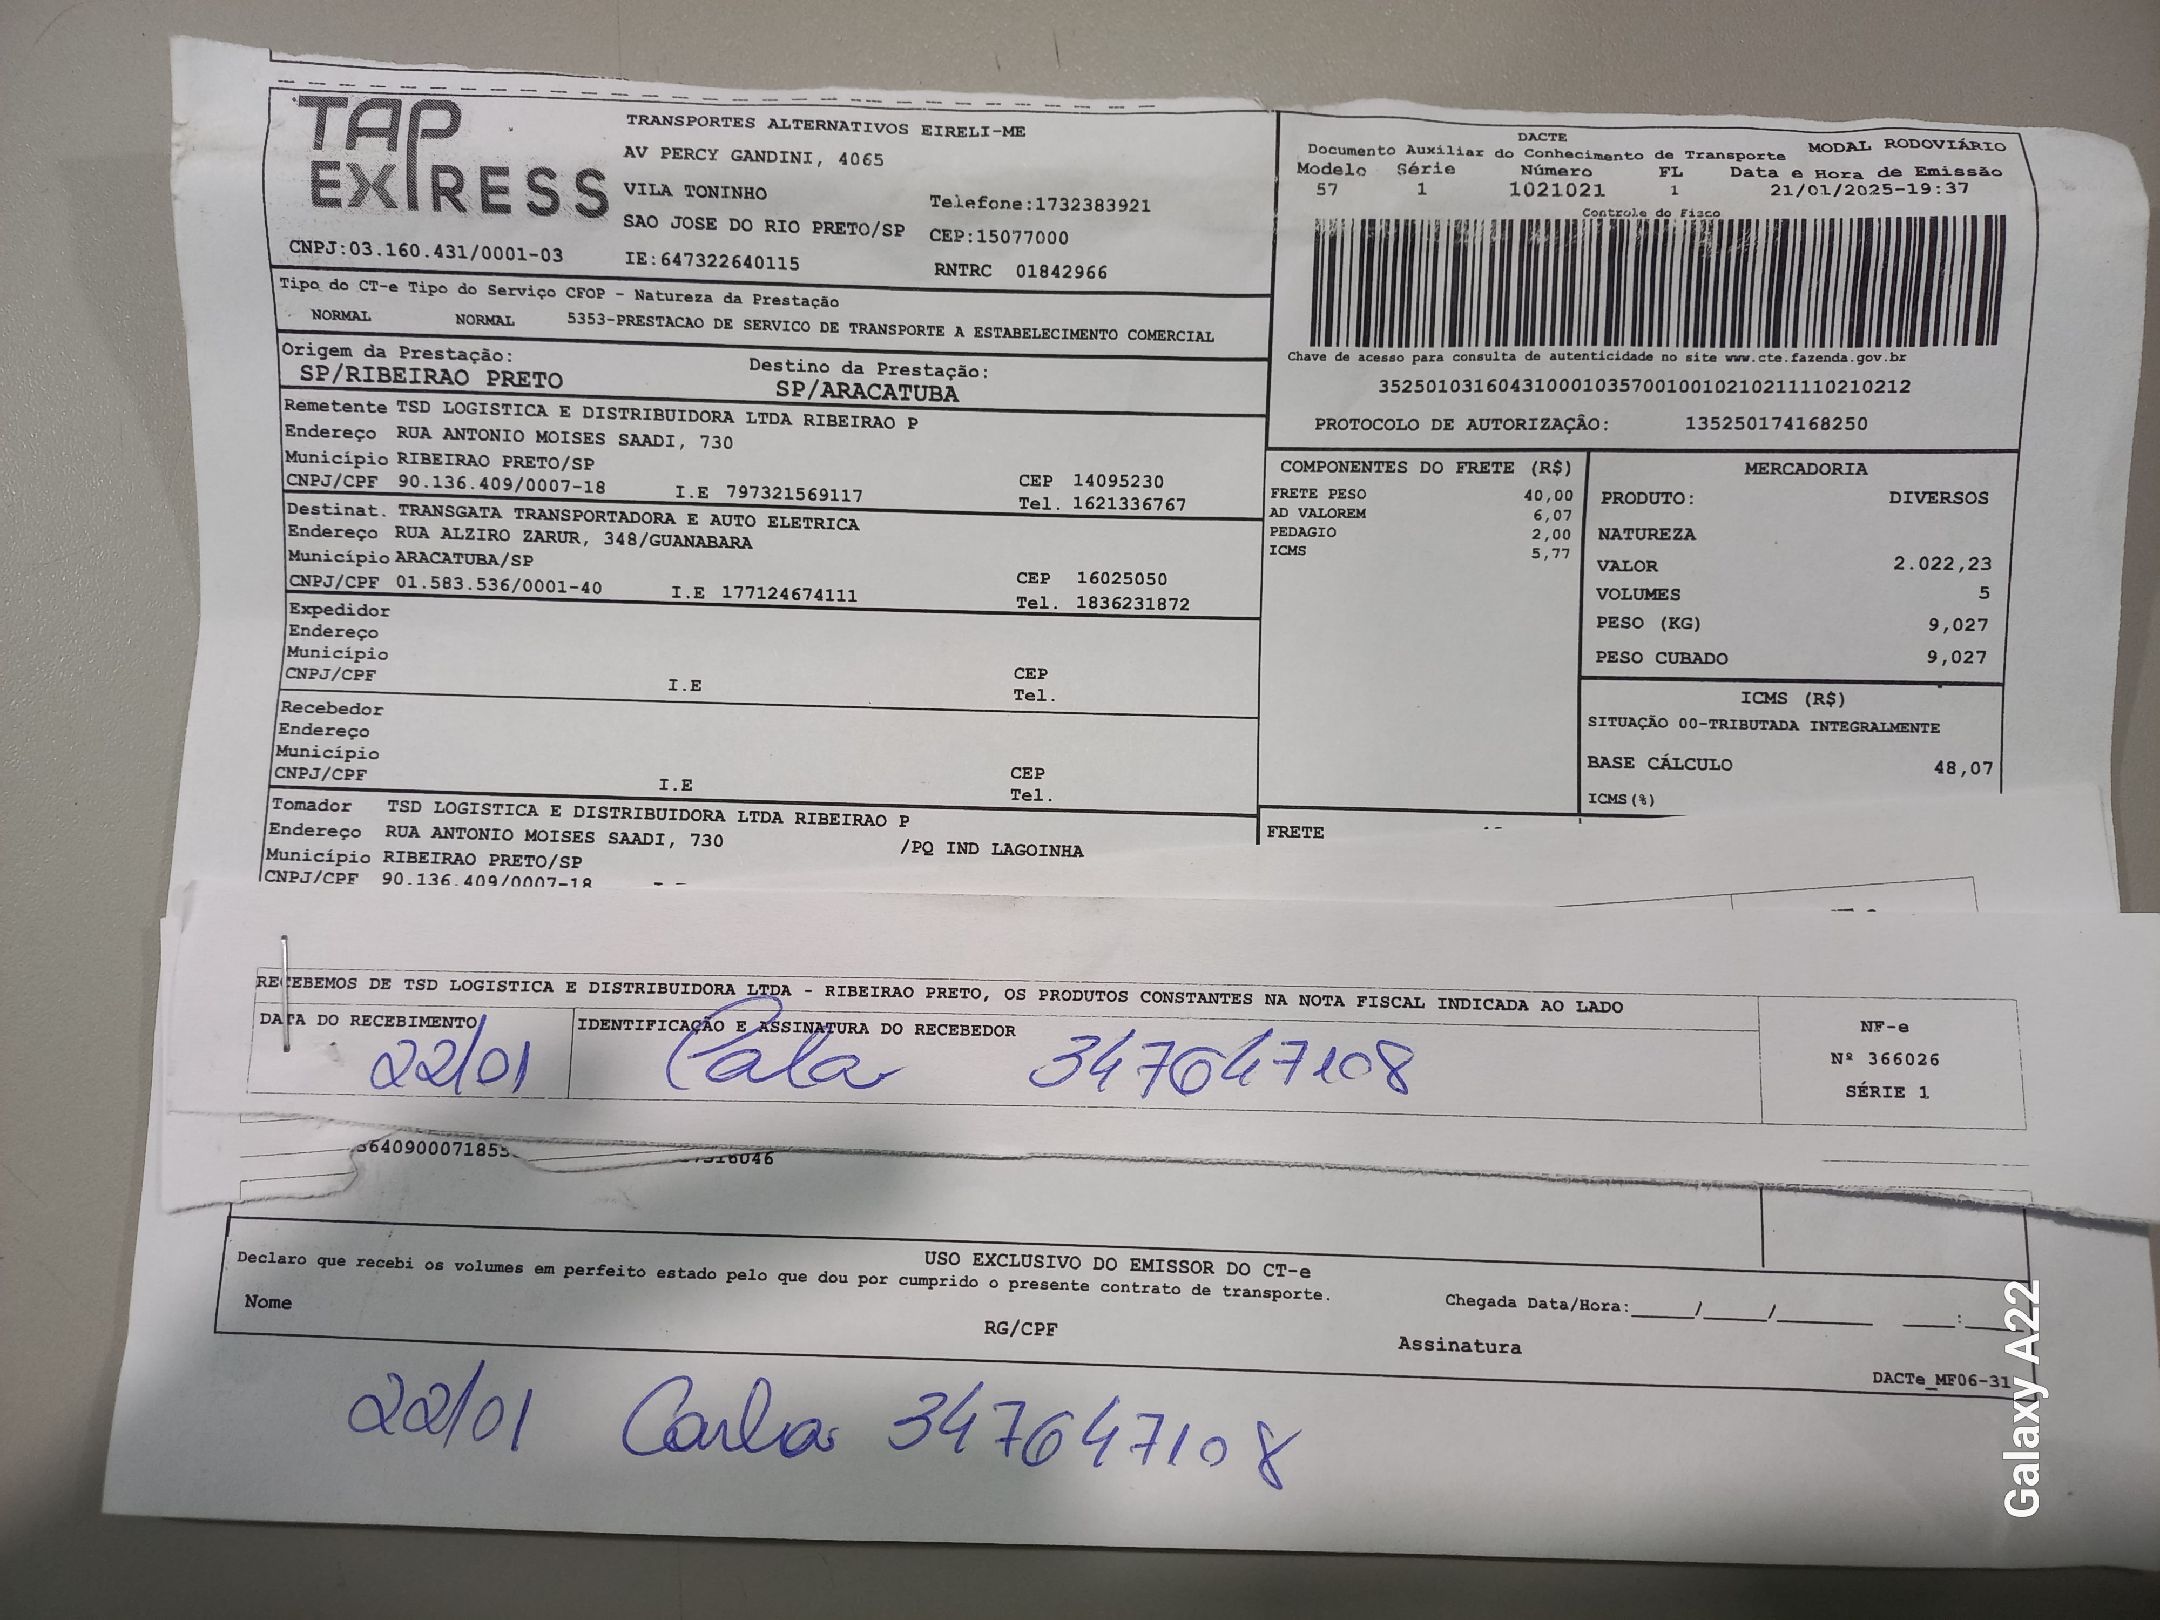 TAP EXPRESS
CNPJ:03.160.431/0001-03
TRANSPORTES ALTERNATIVOS EIRELI-ME
AV PERCY GANDINI, 4065
VILA TONINHO
Telefone:1732383921
SAO JOSE DO RIO PRETO/SP CEP:15077000
IE:647322640115 RNTRC 01842966
DACTE MODAL RODOVIÁRIO
Documento Auxiliar do Conhecimento de Transporte
Modelo Série Número FL Data e Hora de Emissão
57 1 1021021 1 21/01/2025-19:37
Controle do Fisco
Chave de acesso para consulta de autenticidade no site www.cte.fazenda.gov.br
35250103160431000103570010010210211110210212
PROTOCOLO DE AUTORIZAÇÃO: 135250174168250
Tipo do CT-e Tipo do Serviço CFOP - Natureza da Prestação
NORMAL NORMAL 5353-PRESTACAO DE SERVICO DE TRANSPORTE A ESTABELECIMENTO COMERCIAL
Origem da Prestação: Destino da Prestação:
SP/RIBEIRAO PRETO SP/ARACATUBA
Remetente TSD LOGISTICA E DISTRIBUIDORA LTDA RIBEIRAO P
Endereço RUA ANTONIO MOISES SAADI, 730
Município RIBEIRAO PRETO/SP CEP 14095230
CNPJ/CPF 90.136.409/0007-18 I.E 797321569117 Tel. 1621336767
Destinat. TRANSGATA TRANSPORTADORA E AUTO ELETRICA
Endereço RUA ALZIRO ZARUR, 348/GUANABARA
Município ARACATUBA/SP CEP 16025050
CNPJ/CPF 01.583.536/0001-40 I.E 177124674111 Tel. 1836231872
Expedidor
Endereço
Município CEP
CNPJ/CPF I.E Tel.
Recebedor
Endereço
Município CEP
CNPJ/CPF I.E Tel.
Tomador TSD LOGISTICA E DISTRIBUIDORA LTDA RIBEIRAO P
Endereço RUA ANTONIO MOISES SAADI, 730 /PQ IND LAGOINHA
Município RIBEIRAO PRETO/SP
CNPJ/CPF 90.136.409/0007-18
COMPONENTES DO FRETE (R$)
FRETE PESO 40,00
AD VALOREM 6,07
PEDAGIO 2,00
ICMS 5,77
FRETE
MERCADORIA
PRODUTO: DIVERSOS
NATUREZA
VALOR 2.022,23
VOLUMES 5
PESO (KG) 9,027
PESO CUBADO 9,027
ICMS (R$)
SITUAÇÃO 00-TRIBUTADA INTEGRALMENTE
BASE CÁLCULO 48,07
ICMS(%)
RECEBEMOS DE TSD LOGISTICA E DISTRIBUIDORA LTDA - RIBEIRAO PRETO, OS PRODUTOS CONSTANTES NA NOTA FISCAL INDICADA AO LADO
DATA DO RECEBIMENTO IDENTIFICAÇÃO E ASSINATURA DO RECEBEDOR
22/01 347647108
NF-e
Nº 366026
SÉRIE 1
USO EXCLUSIVO DO EMISSOR DO CT-e
Declaro que recebi os volumes em perfeito estado pelo que dou por cumprido o presente contrato de transporte.
Nome RG/CPF Assinatura
Chegada Data/Hora:_____/_____/________ ____:____
DACTe_MF06-31
22/01 347647108
Galaxy A22